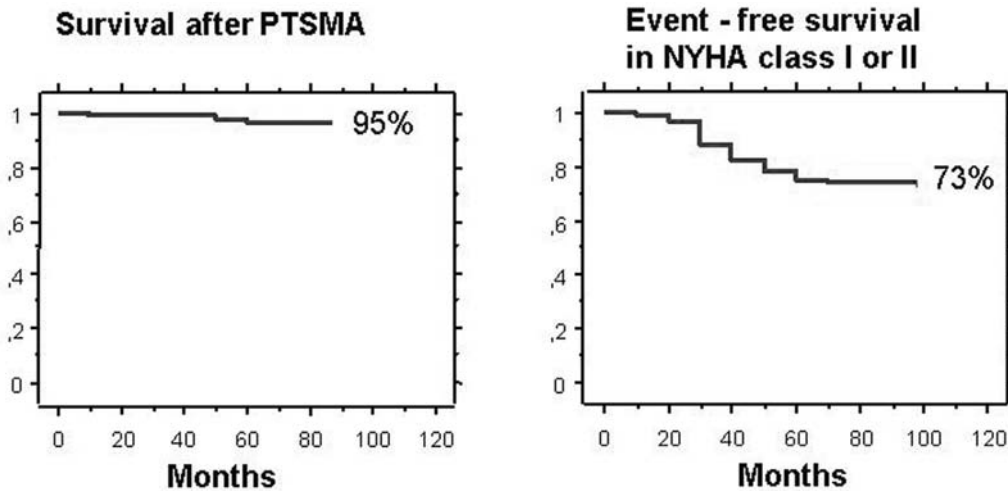 Survival after PTSMA
1
,8
,6
,4
,2
0
95%
0 20 40 60 80 100 120
Months
Event - free survival
in NYHA class I or II
1
,8
,6
,4
,2
0
73%
0 20 40 60 80 100 120
Months